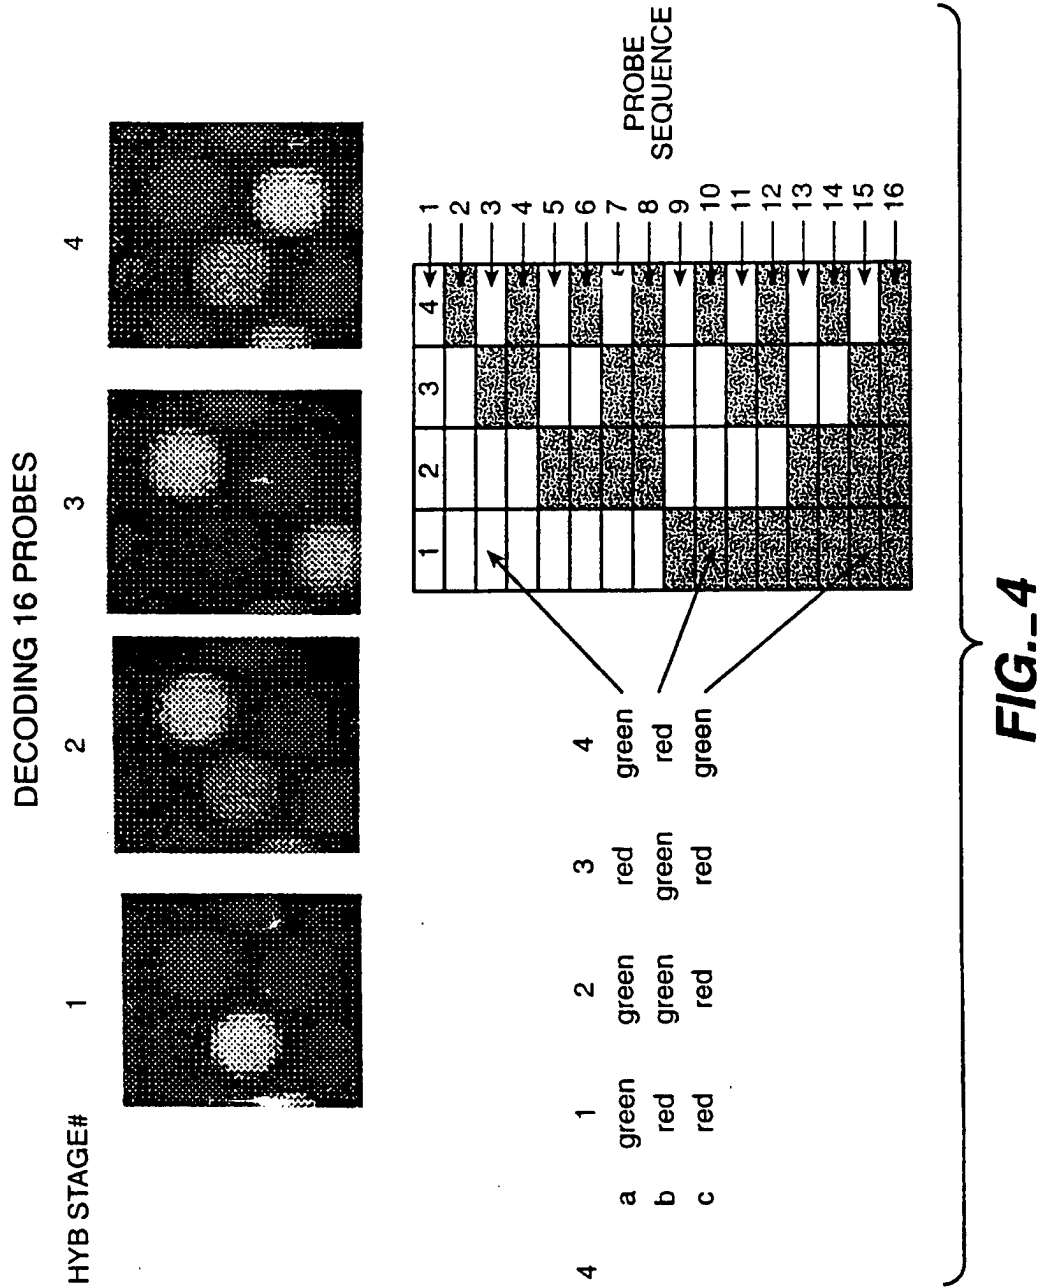 DECODING 16 PROBES
HYB STAGE# 1 2 3 4
4 1 2 3 4
a green green red green
b red green green red
c red red red green
1 2 3 4
1
2
3
4
5
6
7
8
9
10
11
12
13
14
15
16
PROBE
SEQUENCE
FIG._4